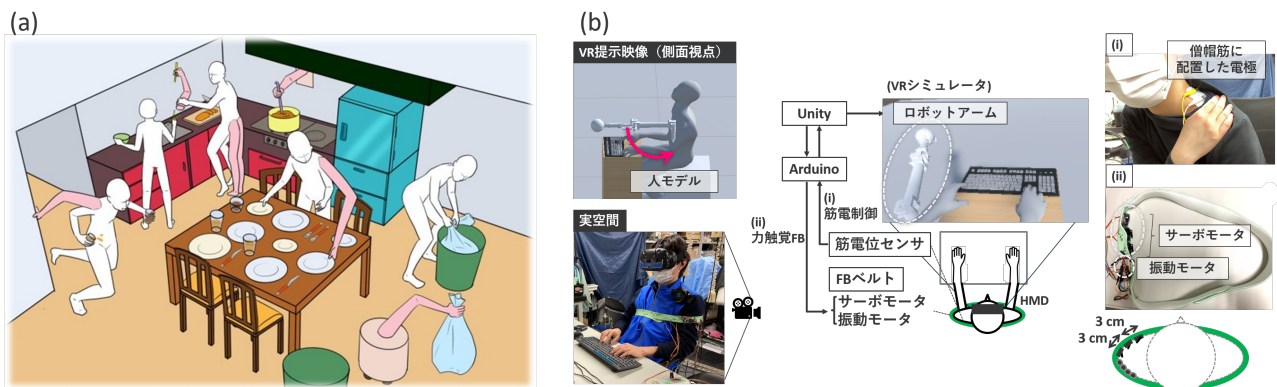 (a)
(b)
VR提示映像(側面視点)
人モデル
実空間
(ii)
力触覚FB
Unity
Arduino
(i)
筋電制御
筋電位センサ
FBベルト
サーボモータ
振動モータ
(VRシミュレータ)
ロボットアーム
HMD
(i)
僧帽筋に
配置した電極
(ii)
サーボモータ
振動モータ
3 cm
3 cm